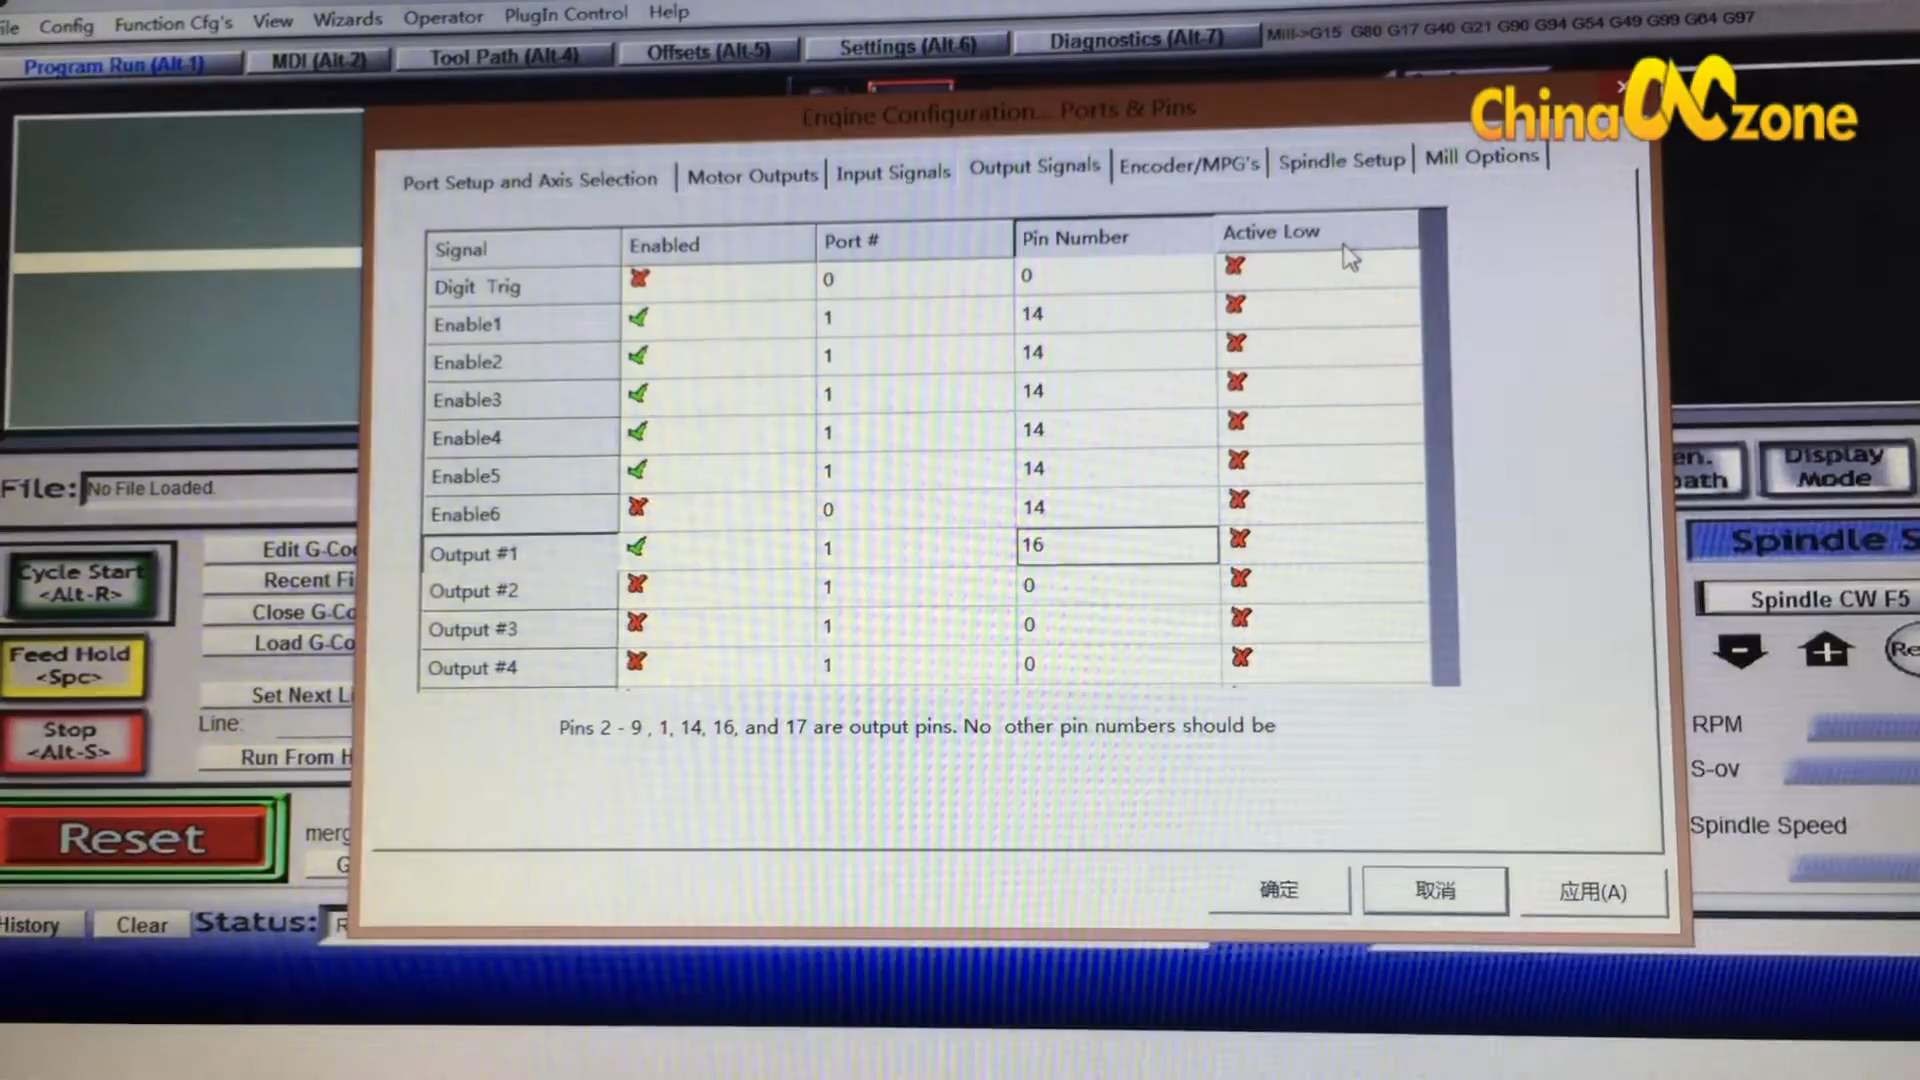 Config Function Cfg's View Wizards Operator PlugIn Control Help
Program Run (Alt-1) MDI (Alt-2) Tool Path (Alt-4) Offsets (Alt-5) Settings (Alt-6) Diagnostics (Alt-7) Mill->G15 G80 G17 G40 G21 G90 G94 G54 G49 G99 G64 G97
ChinaCNCzone
Engine Configuration... Ports & Pins
Port Setup and Axis Selection Motor Outputs Input Signals Output Signals Encoder/MPG's Spindle Setup Mill Options
Signal Enabled Port # Pin Number Active Low
Digit Trig 0 0
Enable1 1 14
Enable2 1 14
Enable3 1 14
Enable4 1 14
Enable5 1 14
Enable6 0 14
Output #1 1 16
Output #2 1 0
Output #3 1 0
Output #4 1 0
Pins 2 - 9 , 1, 14, 16, and 17 are output pins. No other pin numbers should be
确定 取消 应用(A)
File: No File Loaded.
Cycle Start
<Alt-R>
Feed Hold
<Spc>
Stop
<Alt-S>
Reset
Edit G-Co
Recent Fi
Close G-Co
Load G-Co
Set Next Li
Line:
Run From H
merg
G
History Clear Status: R
en.
path
Display
Mode
Spindle S
Spindle CW F5
Re
RPM
S-ov
Spindle Speed